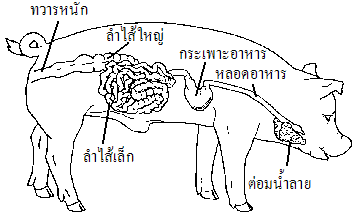 ทวารหนัก
ลำไส้ใหญ่
กระเพาะอาหาร
หลอดอาหาร
ลำไส้เล็ก
ต่อมน้ำลาย